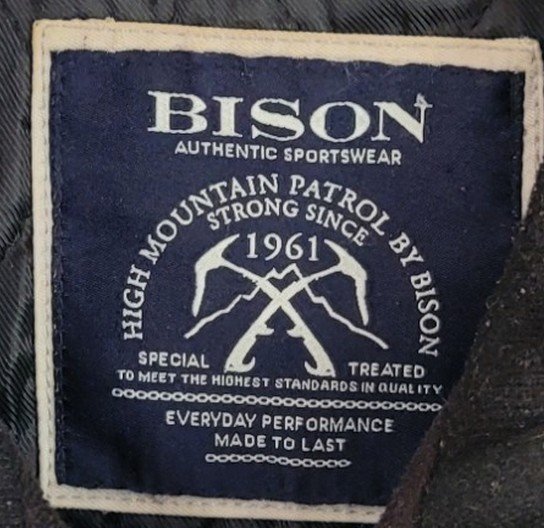 BISON
AUTHENTIC SPORTSWEAR
HIGH MOUNTAIN PATROL BY BISON
STRONG SINCE
1961
SPECIAL TREATED
TO MEET THE HIGHEST STANDARDS IN QUALITY
EVERYDAY PERFORMANCE
MADE TO LAST